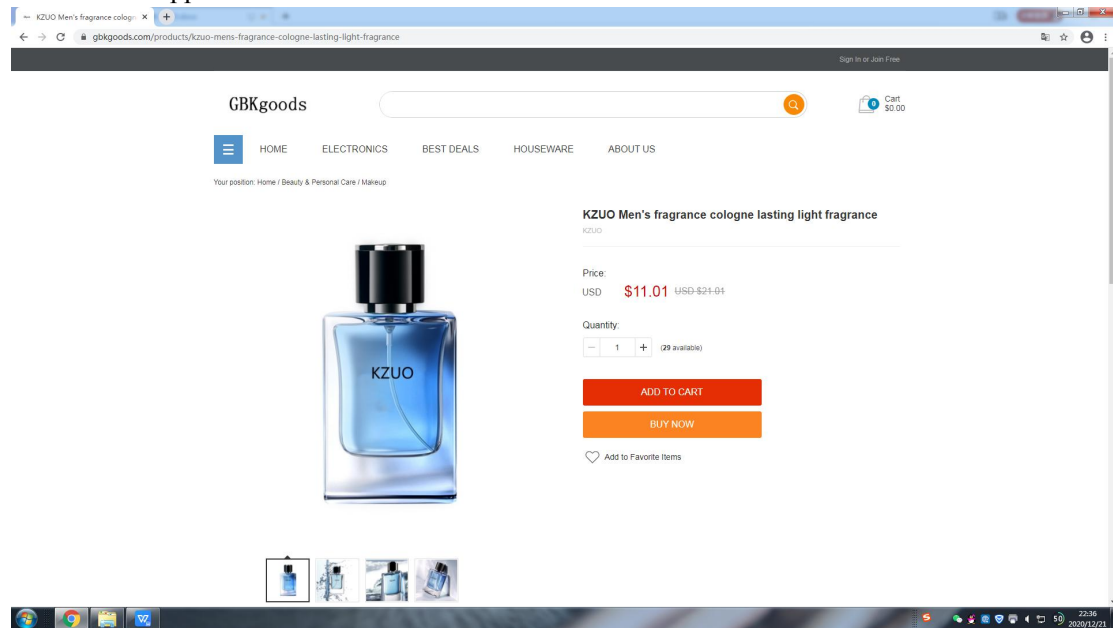 KZUO Men's fragrance cologn
gbkgoods.com/products/kzuo-mens-fragrance-cologne-lasting-light-fragrance
Sign In or Join Free
GBKgoods
0
Cart
$0.00
HOME ELECTRONICS BEST DEALS HOUSEWARE ABOUT US
Your position: Home / Beauty & Personal Care / Makeup
KZUO Men's fragrance cologne lasting light fragrance
KZUO
KZUO
Price:
USD $11.01 USD $21.01
Quantity:
− 1 + (29 available)
ADD TO CART
BUY NOW
Add to Favorite Items
50
22:36
2020/12/21